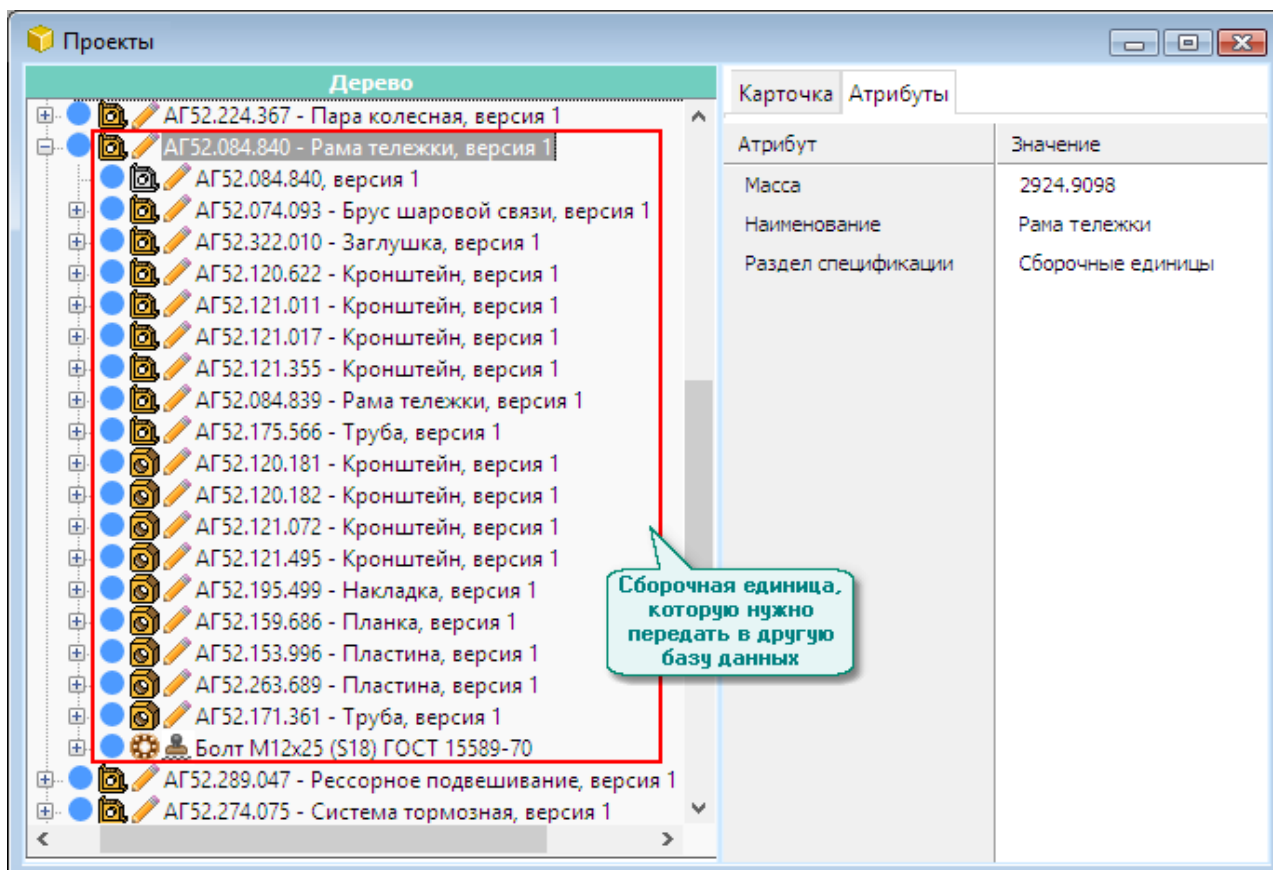 Проекты
Дерево
АГ52.224.367 - Пара колесная, версия 1
АГ52.084.840 - Рама тележки, версия 1
АГ52.084.840, версия 1
АГ52.074.093 - Брус шаровой связи, версия 1
АГ52.322.010 - Заглушка, версия 1
АГ52.120.622 - Кронштейн, версия 1
АГ52.121.011 - Кронштейн, версия 1
АГ52.121.017 - Кронштейн, версия 1
АГ52.121.355 - Кронштейн, версия 1
АГ52.084.839 - Рама тележки, версия 1
АГ52.175.566 - Труба, версия 1
АГ52.120.181 - Кронштейн, версия 1
АГ52.120.182 - Кронштейн, версия 1
АГ52.121.072 - Кронштейн, версия 1
АГ52.121.495 - Кронштейн, версия 1
АГ52.195.499 - Накладка, версия 1
АГ52.159.686 - Планка, версия 1
АГ52.153.996 - Пластина, версия 1
АГ52.263.689 - Пластина, версия 1
АГ52.171.361 - Труба, версия 1
Болт М12х25 (S18) ГОСТ 15589-70
АГ52.289.047 - Рессорное подвешивание, версия 1
АГ52.274.075 - Система тормозная, версия 1
Сборочная единица,
которую нужно
передать в другую
базу данных
Карточка Атрибуты
Атрибут Значение
Масса 2924.9098
Наименование Рама тележки
Раздел спецификации Сборочные единицы